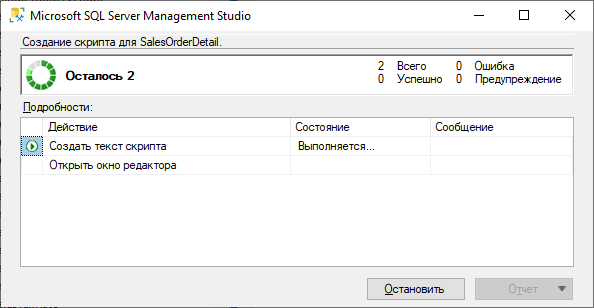 Microsoft SQL Server Management Studio
Создание скрипта для SalesOrderDetail.
Осталось 2
2 Всего 0 Ошибка
0 Успешно 0 Предупреждение
Подробности:
Действие Состояние Сообщение
Создать текст скрипта Выполняется...
Открыть окно редактора
Остановить Отчет